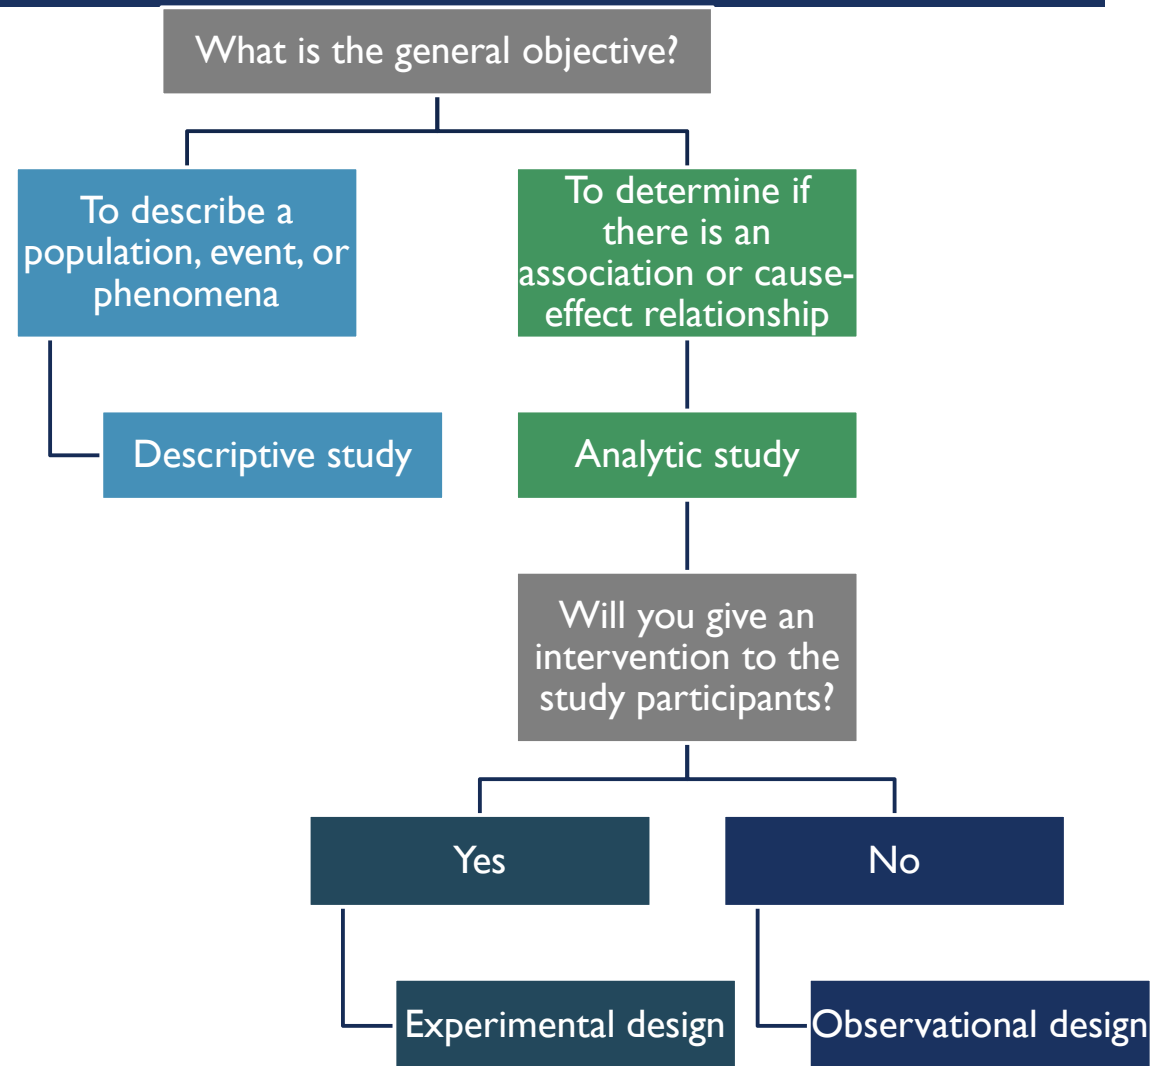 What is the general objective?
To describe a
population, event, or
phenomena
To determine if
there is an
association or cause-
effect relationship
Descriptive study
Analytic study
Will you give an
intervention to the
study participants?
Yes
No
Experimental design
Observational design